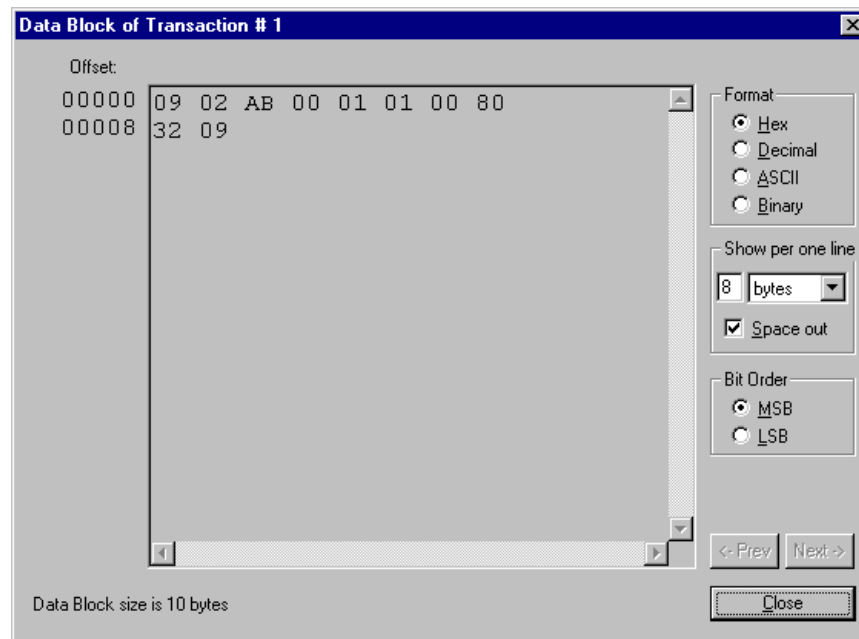 Data Block of Transaction # 1
Offset:
00000 09 02 AB 00 01 01 00 80
00008 32 09
Format
Hex
Decimal
ASCII
Binary
Show per one line
8 bytes
Space out
Bit Order
MSB
LSB
<- Prev Next ->
Data Block size is 10 bytes
Close